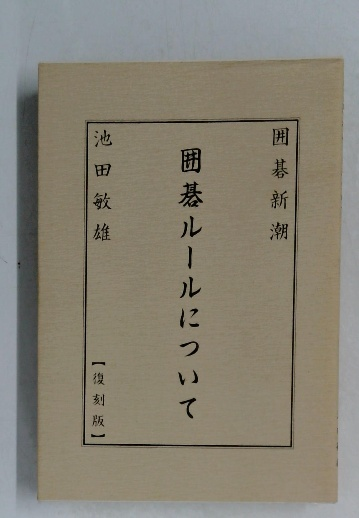 囲碁新潮
囲碁ルールについて
池田敏雄
【復刻版】